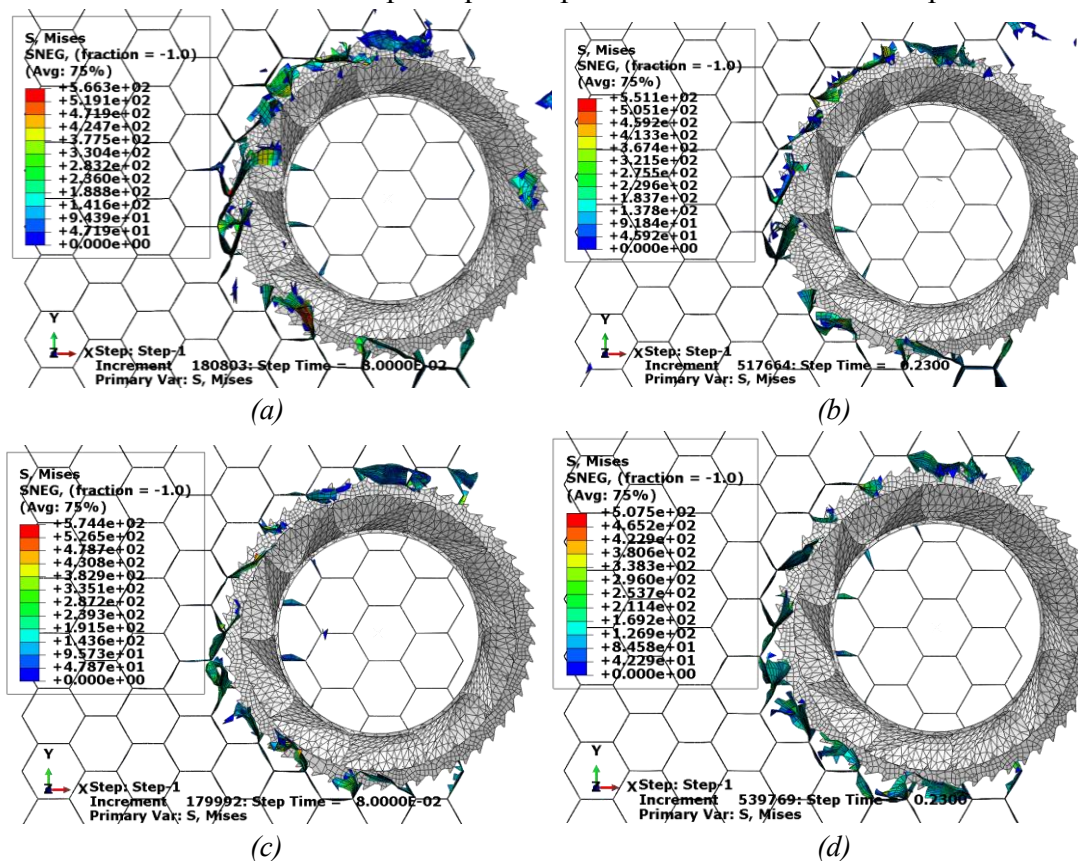 S, Mises
SNEG, (fraction = -1.0)
(Avg: 75%)
+5.663e+02
+5.191e+02
+4.719e+02
+4.247e+02
+3.775e+02
+3.304e+02
+2.832e+02
+2.360e+02
+1.888e+02
+1.416e+02
+9.439e+01
+4.719e+01
+0.000e+00
Y
Z X
Step: Step-1
Increment 180803: Step Time = 8.0000E-02
Primary Var: S, Mises
(a)
S, Mises
SNEG, (fraction = -1.0)
(Avg: 75%)
+5.511e+02
+5.051e+02
+4.592e+02
+4.133e+02
+3.674e+02
+3.215e+02
+2.755e+02
+2.296e+02
+1.837e+02
+1.378e+02
+9.184e+01
+4.592e+01
+0.000e+00
Y
Z X
Step: Step-1
Increment 517664: Step Time = 0.2300
Primary Var: S, Mises
(b)
S, Mises
SNEG, (fraction = -1.0)
(Avg: 75%)
+5.744e+02
+5.265e+02
+4.787e+02
+4.308e+02
+3.829e+02
+3.351e+02
+2.872e+02
+2.393e+02
+1.915e+02
+1.436e+02
+9.573e+01
+4.787e+01
+0.000e+00
Y
Z X
Step: Step-1
Increment 179992: Step Time = 8.0000E-02
Primary Var: S, Mises
(c)
S, Mises
SNEG, (fraction = -1.0)
(Avg: 75%)
+5.075e+02
+4.652e+02
+4.229e+02
+3.806e+02
+3.383e+02
+2.960e+02
+2.537e+02
+2.114e+02
+1.692e+02
+1.269e+02
+8.458e+01
+4.229e+01
+0.000e+00
Y
Z X
Step: Step-1
Increment 539769: Step Time = 0.2300
Primary Var: S, Mises
(d)